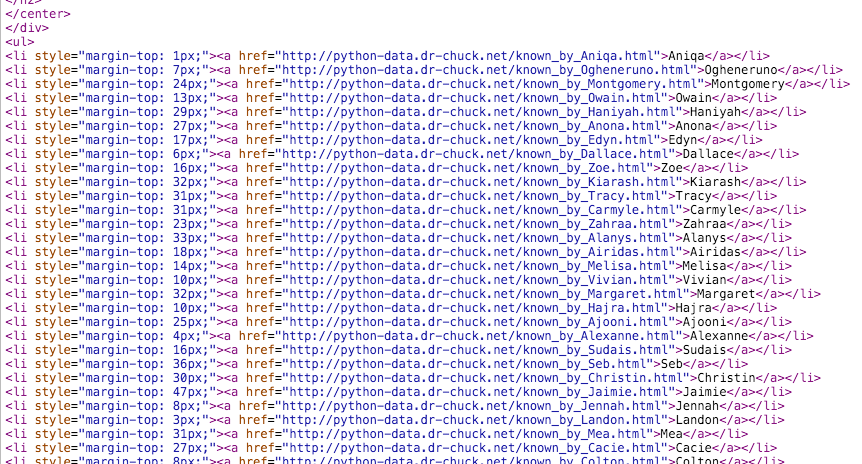 </h2>
</center>
</div>
<ul>
<li style="margin-top: 1px;"><a href="http://python-data.dr-chuck.net/known_by_Aniqa.html">Aniqa</a></li>
<li style="margin-top: 7px;"><a href="http://python-data.dr-chuck.net/known_by_Ogheneruno.html">Ogheneruno</a></li>
<li style="margin-top: 24px;"><a href="http://python-data.dr-chuck.net/known_by_Montgomery.html">Montgomery</a></li>
<li style="margin-top: 13px;"><a href="http://python-data.dr-chuck.net/known_by_Owain.html">Owain</a></li>
<li style="margin-top: 29px;"><a href="http://python-data.dr-chuck.net/known_by_Haniyah.html">Haniyah</a></li>
<li style="margin-top: 27px;"><a href="http://python-data.dr-chuck.net/known_by_Anona.html">Anona</a></li>
<li style="margin-top: 17px;"><a href="http://python-data.dr-chuck.net/known_by_Edyn.html">Edyn</a></li>
<li style="margin-top: 6px;"><a href="http://python-data.dr-chuck.net/known_by_Dallace.html">Dallace</a></li>
<li style="margin-top: 16px;"><a href="http://python-data.dr-chuck.net/known_by_Zoe.html">Zoe</a></li>
<li style="margin-top: 32px;"><a href="http://python-data.dr-chuck.net/known_by_Kiarash.html">Kiarash</a></li>
<li style="margin-top: 31px;"><a href="http://python-data.dr-chuck.net/known_by_Tracy.html">Tracy</a></li>
<li style="margin-top: 31px;"><a href="http://python-data.dr-chuck.net/known_by_Carmyle.html">Carmyle</a></li>
<li style="margin-top: 23px;"><a href="http://python-data.dr-chuck.net/known_by_Zahraa.html">Zahraa</a></li>
<li style="margin-top: 33px;"><a href="http://python-data.dr-chuck.net/known_by_Alanys.html">Alanys</a></li>
<li style="margin-top: 18px;"><a href="http://python-data.dr-chuck.net/known_by_Airidas.html">Airidas</a></li>
<li style="margin-top: 14px;"><a href="http://python-data.dr-chuck.net/known_by_Melisa.html">Melisa</a></li>
<li style="margin-top: 10px;"><a href="http://python-data.dr-chuck.net/known_by_Vivian.html">Vivian</a></li>
<li style="margin-top: 32px;"><a href="http://python-data.dr-chuck.net/known_by_Margaret.html">Margaret</a></li>
<li style="margin-top: 10px;"><a href="http://python-data.dr-chuck.net/known_by_Hajra.html">Hajra</a></li>
<li style="margin-top: 25px;"><a href="http://python-data.dr-chuck.net/known_by_Ajooni.html">Ajooni</a></li>
<li style="margin-top: 4px;"><a href="http://python-data.dr-chuck.net/known_by_Alexanne.html">Alexanne</a></li>
<li style="margin-top: 16px;"><a href="http://python-data.dr-chuck.net/known_by_Sudais.html">Sudais</a></li>
<li style="margin-top: 36px;"><a href="http://python-data.dr-chuck.net/known_by_Seb.html">Seb</a></li>
<li style="margin-top: 30px;"><a href="http://python-data.dr-chuck.net/known_by_Christin.html">Christin</a></li>
<li style="margin-top: 47px;"><a href="http://python-data.dr-chuck.net/known_by_Jaimie.html">Jaimie</a></li>
<li style="margin-top: 8px;"><a href="http://python-data.dr-chuck.net/known_by_Jennah.html">Jennah</a></li>
<li style="margin-top: 3px;"><a href="http://python-data.dr-chuck.net/known_by_Landon.html">Landon</a></li>
<li style="margin-top: 31px;"><a href="http://python-data.dr-chuck.net/known_by_Mea.html">Mea</a></li>
<li style="margin-top: 27px;"><a href="http://python-data.dr-chuck.net/known_by_Cacie.html">Cacie</a></li>
<li style="margin-top: 8px;"><a href="http://python-data.dr-chuck.net/known_by_Colton.html">Colton</a></li>